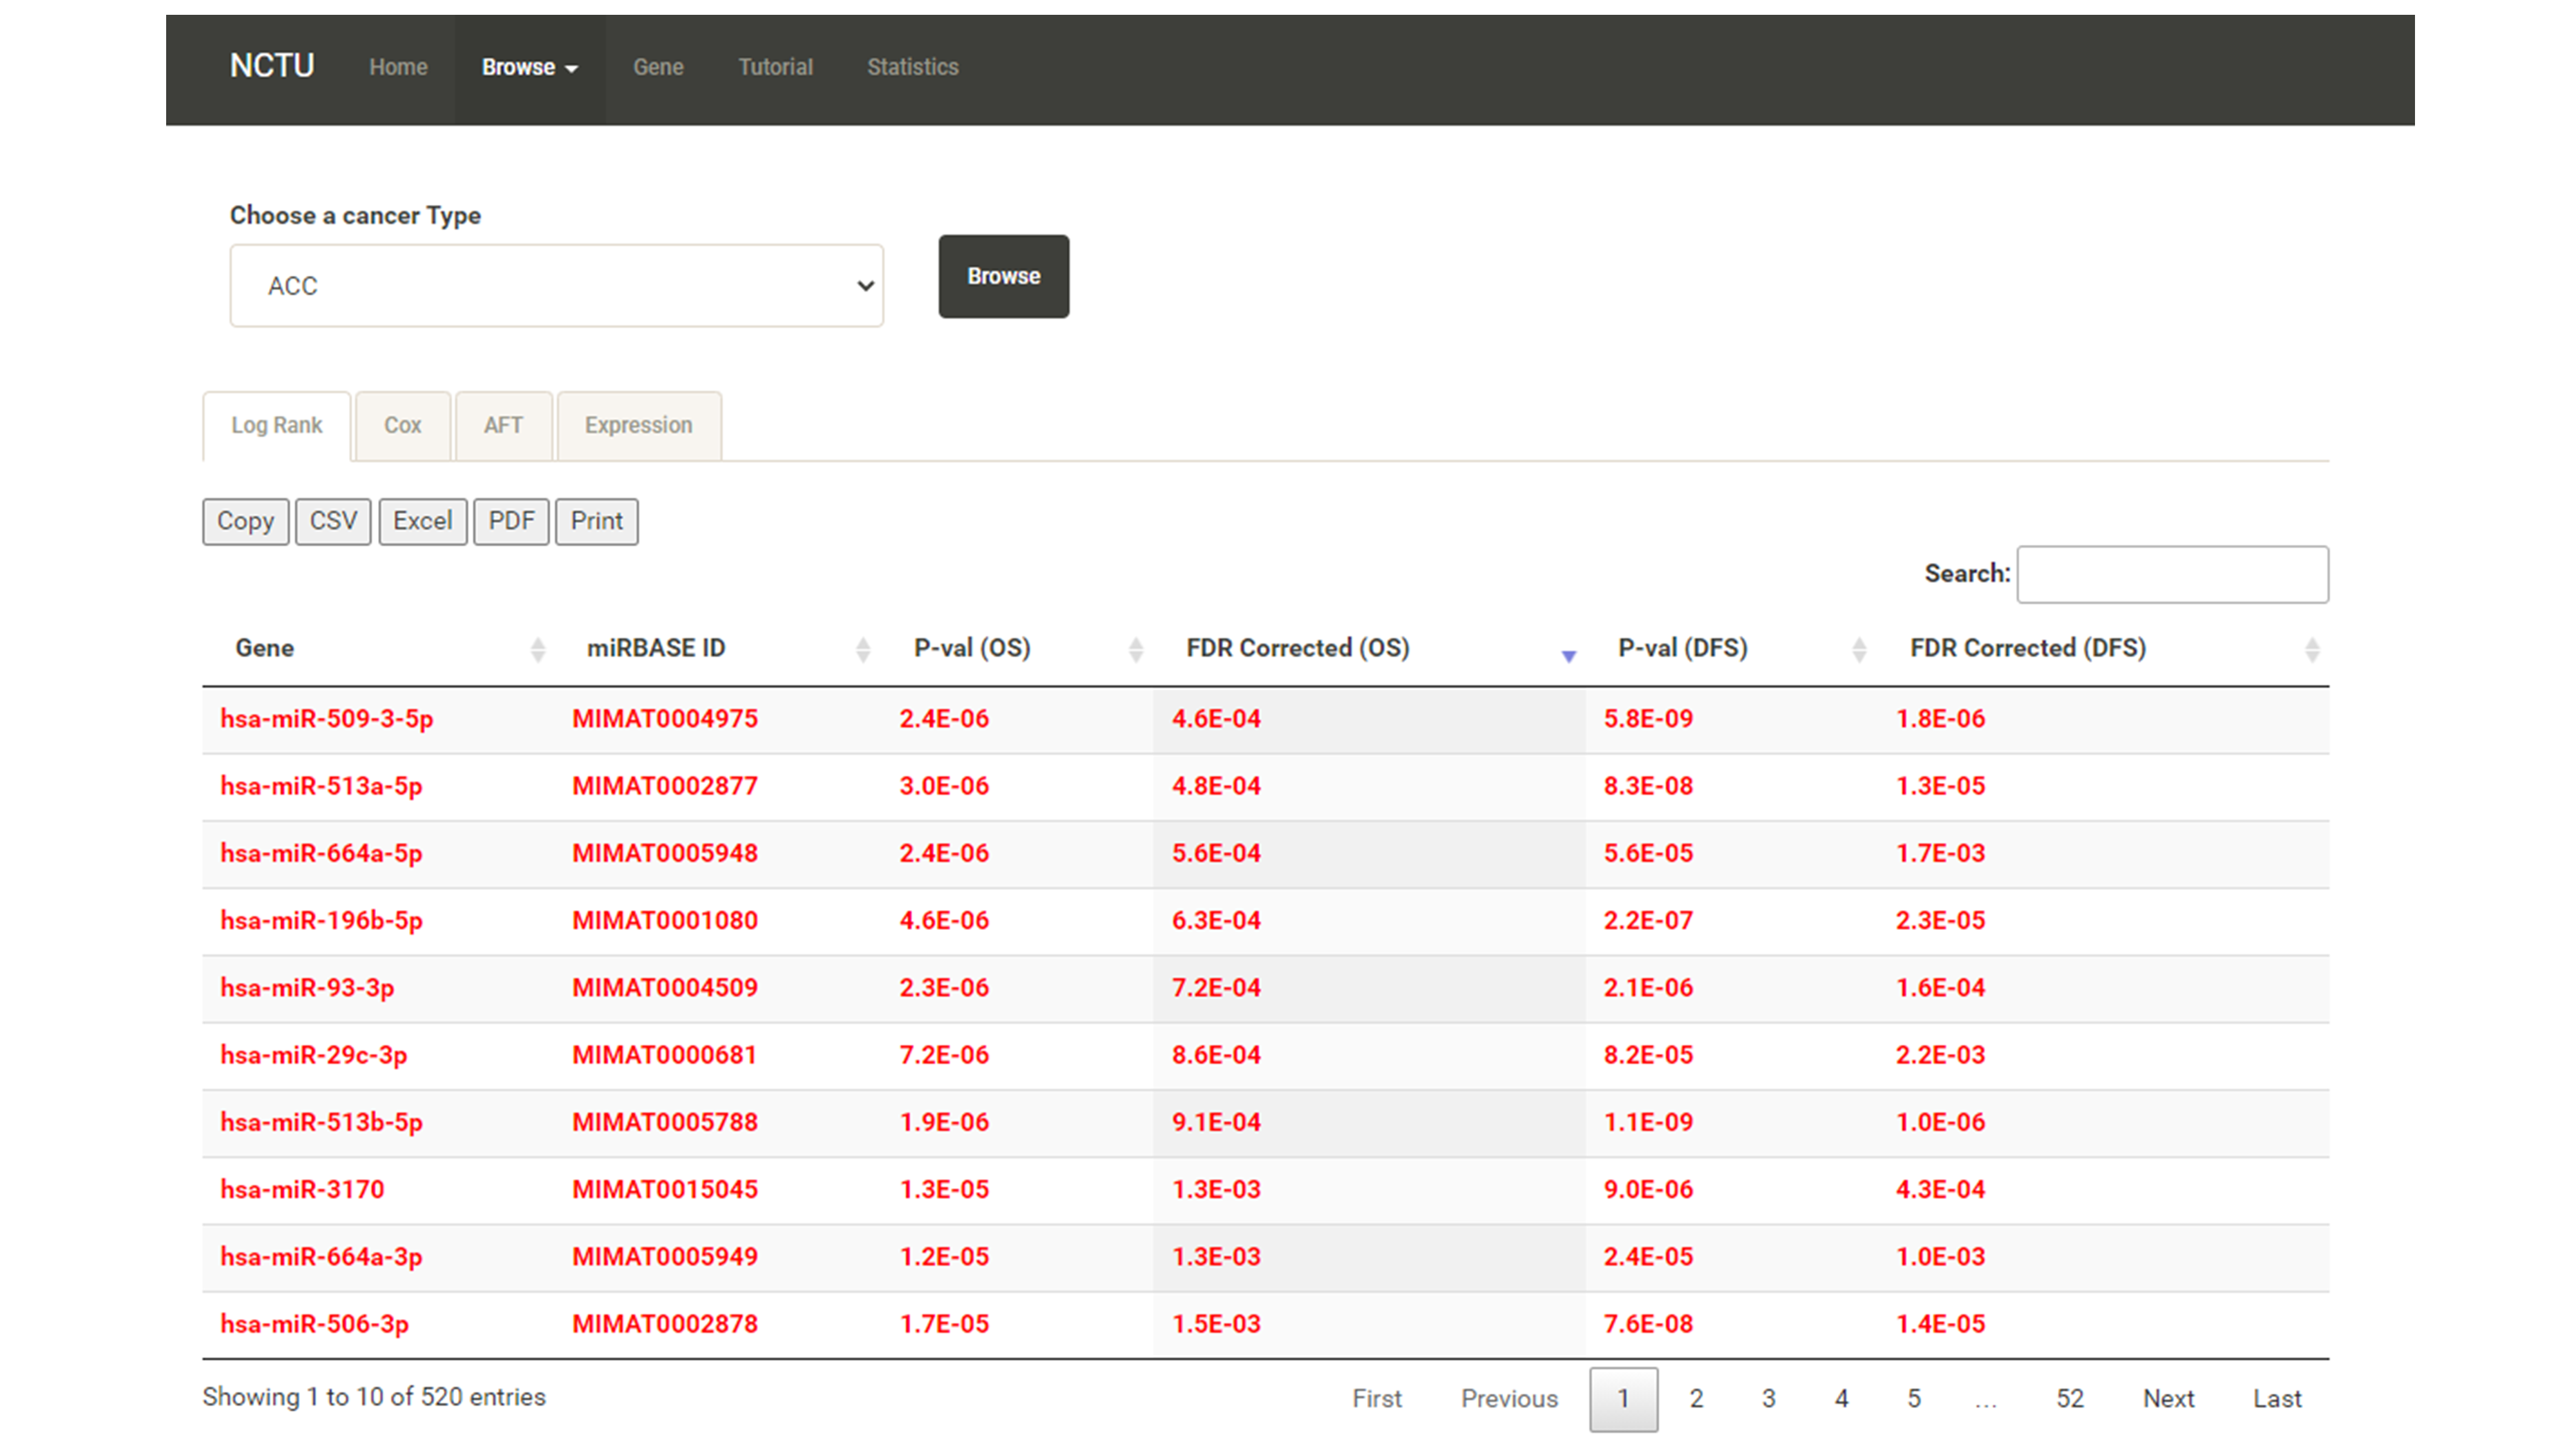 NCTU Home Browse Gene Tutorial Statistics
Choose a cancer Type
ACC
Browse
Log Rank Cox AFT Expression
Copy CSV Excel PDF Print
Search:
Gene miRBASE ID P-val (OS) FDR Corrected (OS) P-val (DFS) FDR Corrected (DFS)
hsa-miR-509-3-5p MIMAT0004975 2.4E-06 4.6E-04 5.8E-09 1.8E-06
hsa-miR-513a-5p MIMAT0002877 3.0E-06 4.8E-04 8.3E-08 1.3E-05
hsa-miR-664a-5p MIMAT0005948 2.4E-06 5.6E-04 5.6E-05 1.7E-03
hsa-miR-196b-5p MIMAT0001080 4.6E-06 6.3E-04 2.2E-07 2.3E-05
hsa-miR-93-3p MIMAT0004509 2.3E-06 7.2E-04 2.1E-06 1.6E-04
hsa-miR-29c-3p MIMAT0000681 7.2E-06 8.6E-04 8.2E-05 2.2E-03
hsa-miR-513b-5p MIMAT0005788 1.9E-06 9.1E-04 1.1E-09 1.0E-06
hsa-miR-3170 MIMAT0015045 1.3E-05 1.3E-03 9.0E-06 4.3E-04
hsa-miR-664a-3p MIMAT0005949 1.2E-05 1.3E-03 2.4E-05 1.0E-03
hsa-miR-506-3p MIMAT0002878 1.7E-05 1.5E-03 7.6E-08 1.4E-05
Showing 1 to 10 of 520 entries First Previous 1 2 3 4 5 … 52 Next Last